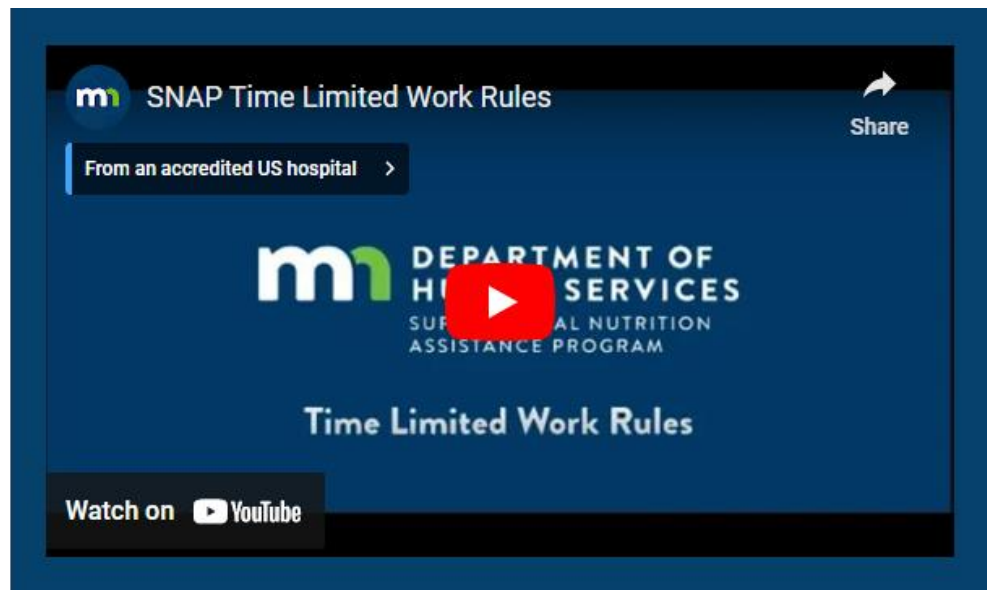 SNAP Time Limited Work Rules
Share
From an accredited US hospital
DEPARTMENT OF
SERVICES
NUTRITION
ASSISTANCE PROGRAM
Time Limited Work Rules
Watch on YouTube